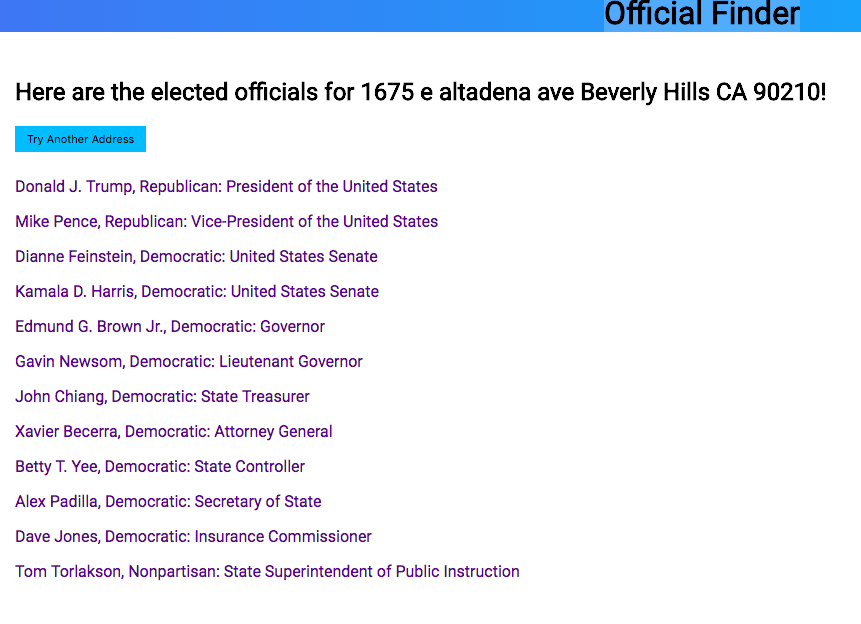 Official Finder
Here are the elected officials for 1675 e altadena ave Beverly Hills CA 90210!
Try Another Address
Donald J. Trump, Republican: President of the United States
Mike Pence, Republican: Vice-President of the United States
Dianne Feinstein, Democratic: United States Senate
Kamala D. Harris, Democratic: United States Senate
Edmund G. Brown Jr., Democratic: Governor
Gavin Newsom, Democratic: Lieutenant Governor
John Chiang, Democratic: State Treasurer
Xavier Becerra, Democratic: Attorney General
Betty T. Yee, Democratic: State Controller
Alex Padilla, Democratic: Secretary of State
Dave Jones, Democratic: Insurance Commissioner
Tom Torlakson, Nonpartisan: State Superintendent of Public Instruction